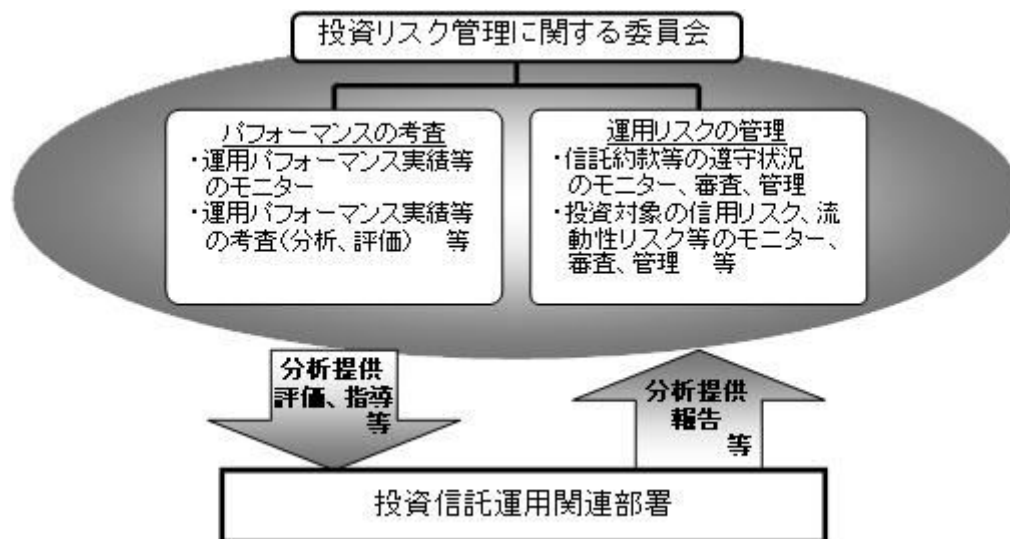 投資リスク管理に関する委員会
パフォーマンスの考査
・運用パフォーマンス実績等
のモニター
・運用パフォーマンス実績等
の考査(分析、評価) 等
運用リスクの管理
・信託約款等の遵守状況
のモニター、審査、管理
・投資対象の信用リスク、流
動性リスク等のモニター、
審査、管理 等
分析提供
評価、指導
等
分析提供
報告
等
投資信託運用関連部署